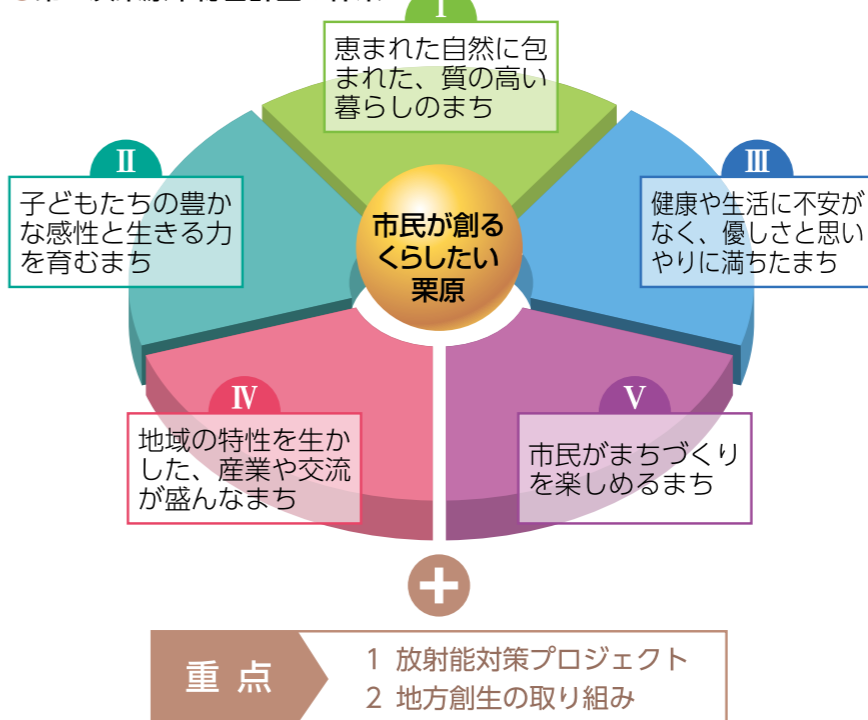 I
恵まれた自然に包
まれた、質の高い
暮らしのまち
II
子どもたちの豊か
な感性と生きる力
を育むまち
III
健康や生活に不安が
なく、優しさと思い
やりに満ちたまち
市民が創る
くらしたい
栗原
IV
地域の特性を生か
した、産業や交流
が盛んなまち
V
市民がまちづくり
を楽しめるまち
+
重点
1 放射能対策プロジェクト
2 地方創生の取り組み